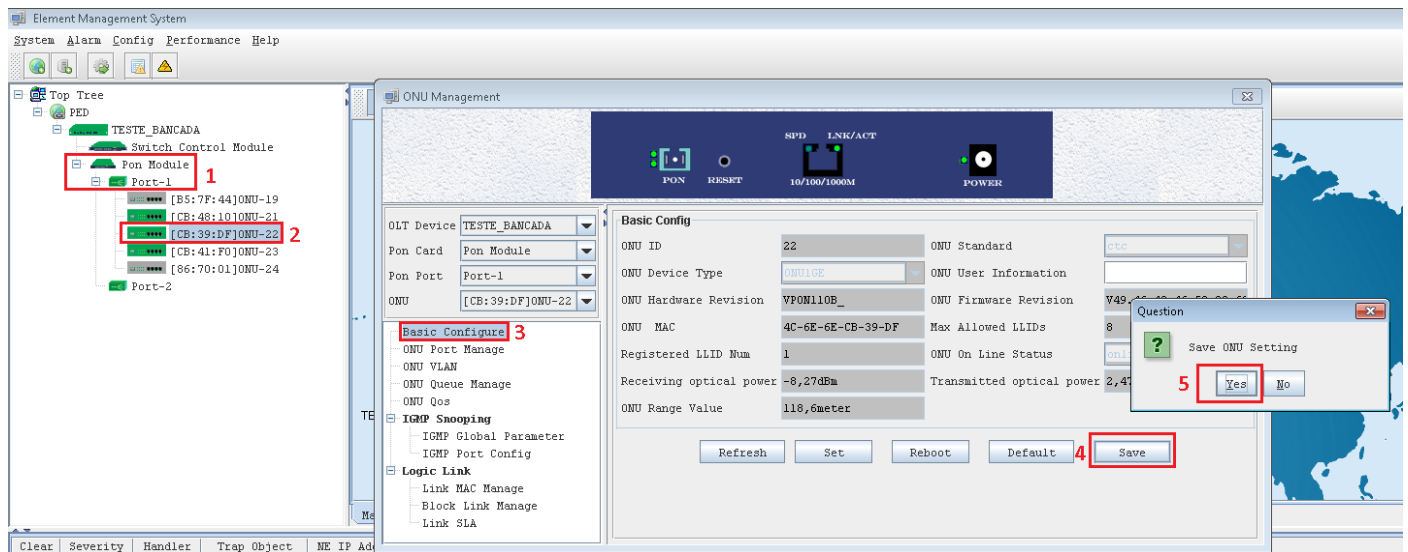 Element Management System
System Alarm Config Performance Help
Top Tree
PED
TESTE_BANCADA
Switch Control Module
Pon Module
1
Port-1
[B5:7F:44]ONU-19
[CB:48:10]ONU-21
[CB:39:DF]ONU-22
2
[CB:41:F0]ONU-23
[86:70:01]ONU-24
Port-2
ONU Management
SPD LNK/ACT
PON RESET 10/100/1000M POWER
OLT Device TESTE_BANCADA
Pon Card Pon Module
Pon Port Port-1
ONU [CB:39:DF]ONU-22
Basic Configure
3
ONU Port Manage
ONU VLAN
ONU Queue Manage
ONU Qos
IGMP Snooping
IGMP Global Parameter
IGMP Port Config
Logic Link
Link MAC Manage
Block Link Manage
Link SLA
Basic Config
ONU ID 22 ONU Standard ctc
ONU Device Type ONU1GE ONU User Information
ONU Hardware Revision VPON110B_ ONU Firmware Revision
ONU MAC 4C-6E-6E-CB-39-DF Max Allowed LLIDs 8
Registered LLID Num 1 ONU On Line Status onl
Receiving optical power -8,27dBm Transmitted optical power 2,47
ONU Range Value 118,6meter
Refresh Set Reboot Default 4 Save
Question
Save ONU Setting
5 Yes No
TE
Me
Clear Severity Handler Trap Object NE IP Add